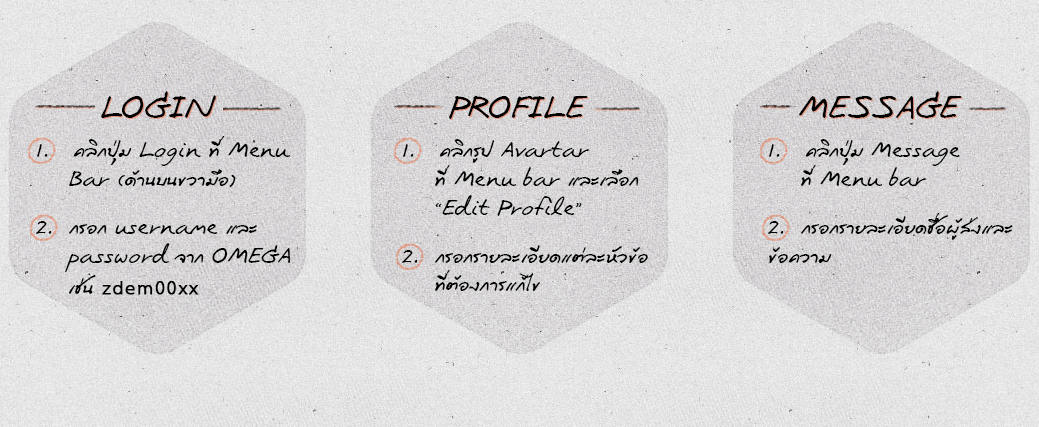 LOGIN
1. คลิกปุ่ม Login ที่ Menu
Bar (ด้านบนขวามือ)
2. กรอก username และ
password จาก OMEGA
เช่น zdem00xx
PROFILE
1. คลิกรูป Avartar
ที่ Menu bar และเลือก
“Edit Profile”
2. กรอกรายละเอียดแต่ละหัวข้อ
ที่ต้องการแก้ไข
MESSAGE
1. คลิกปุ่ม Message
ที่ Menu bar
2. กรอกรายละเอียดชื่อผู้ส่งและ
ข้อความ